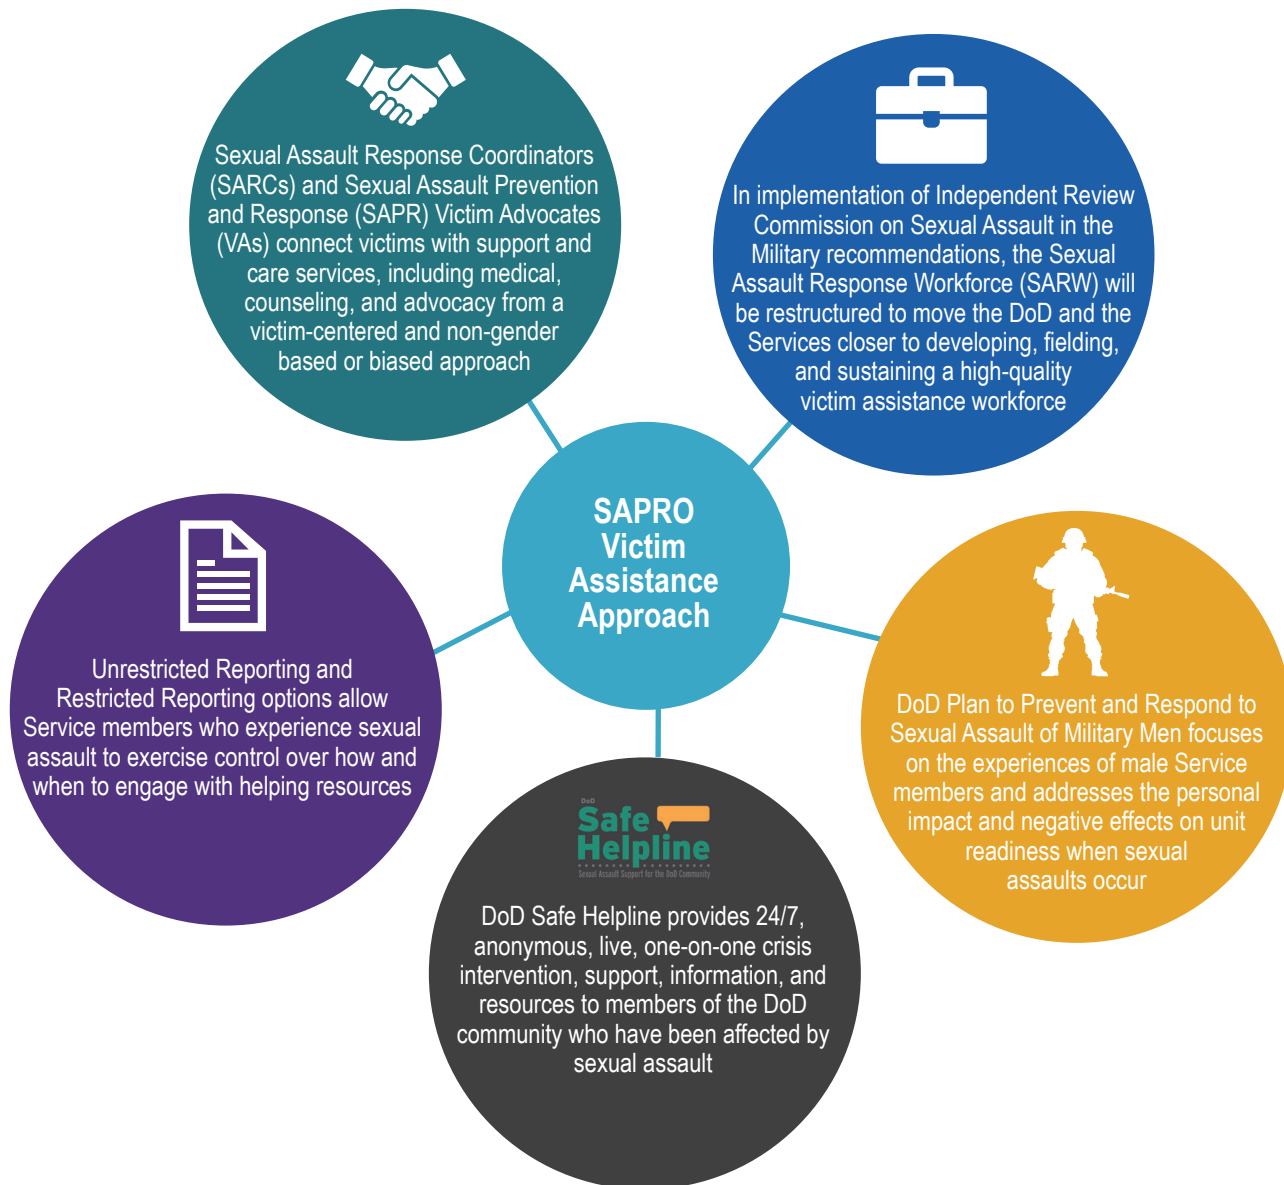 Sexual Assault Response Coordinators
(SARCs) and Sexual Assault Prevention
and Response (SAPR) Victim Advocates
(VAs) connect victims with support and
care services, including medical,
counseling, and advocacy from a
victim-centered and non-gender
based or biased approach
In implementation of Independent Review
Commission on Sexual Assault in the
Military recommendations, the Sexual
Assault Response Workforce (SARW) will
be restructured to move the DoD and the
Services closer to developing, fielding,
and sustaining a high-quality
victim assistance workforce
SAPRO
Victim
Assistance
Approach
Unrestricted Reporting and
Restricted Reporting options allow
Service members who experience sexual
assault to exercise control over how and
when to engage with helping resources
DoD Plan to Prevent and Respond to
Sexual Assault of Military Men focuses
on the experiences of male Service
members and addresses the personal
impact and negative effects on unit
readiness when sexual
assaults occur
DoD
Safe
Helpline
Sexual Assault Support for the DoD Community
DoD Safe Helpline provides 24/7,
anonymous, live, one-on-one crisis
intervention, support, information, and
resources to members of the DoD
community who have been affected by
sexual assault